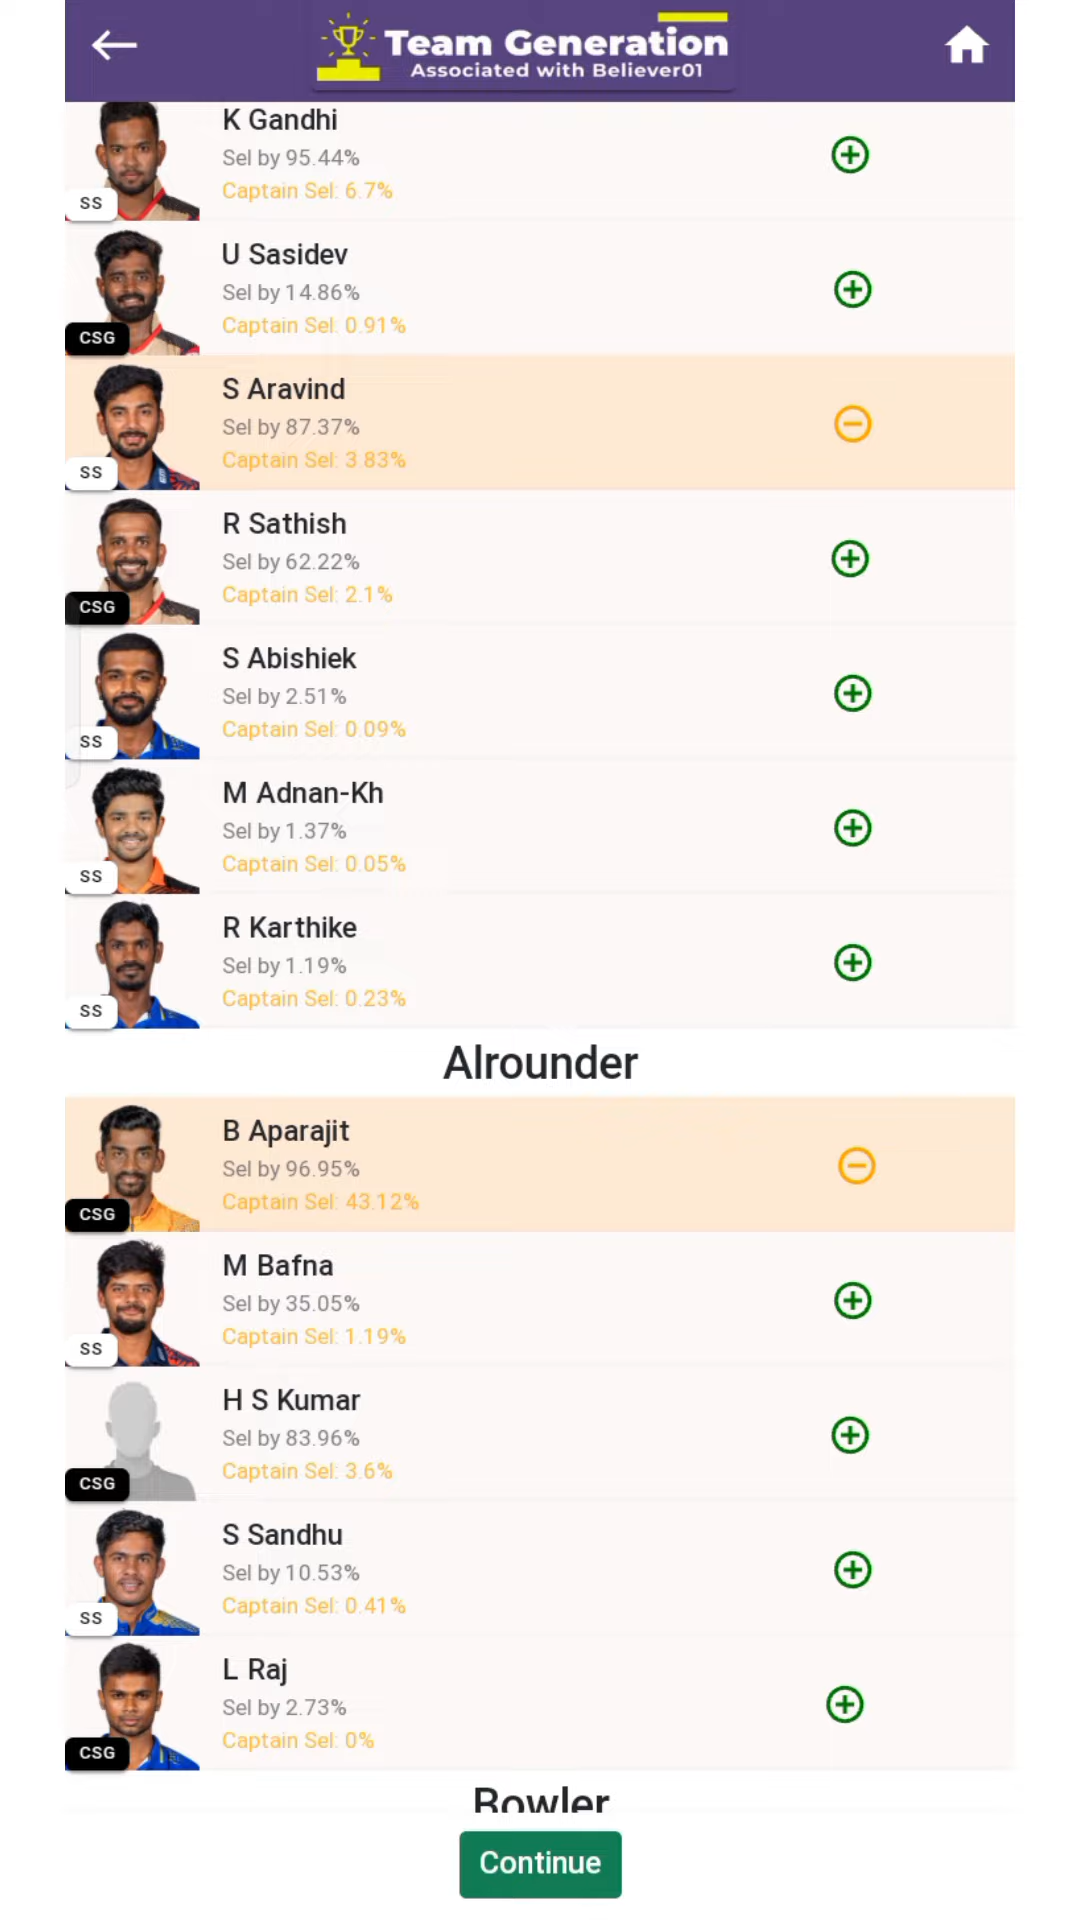 Team Generation
Associated with Believer01
K Gandhi
Sel by 95.44%
Captain Sel: 6.7%
SS
U Sasidev
Sel by 14.86%
Captain Sel: 0.91%
CSG
S Aravind
Sel by 87.37%
Captain Sel: 3.83%
SS
R Sathish
Sel by 62.22%
Captain Sel: 2.1%
CSG
S Abishiek
Sel by 2.51%
Captain Sel: 0.09%
SS
M Adnan-Kh
Sel by 1.37%
Captain Sel: 0.05%
SS
R Karthike
Sel by 1.19%
Captain Sel: 0.23%
SS
Alrounder
B Aparajit
Sel by 96.95%
Captain Sel: 43.12%
CSG
M Bafna
Sel by 35.05%
Captain Sel: 1.19%
SS
H S Kumar
Sel by 83.96%
Captain Sel: 3.6%
CSG
S Sandhu
Sel by 10.53%
Captain Sel: 0.41%
SS
L Raj
Sel by 2.73%
Captain Sel: 0%
CSG
Bowler
Continue